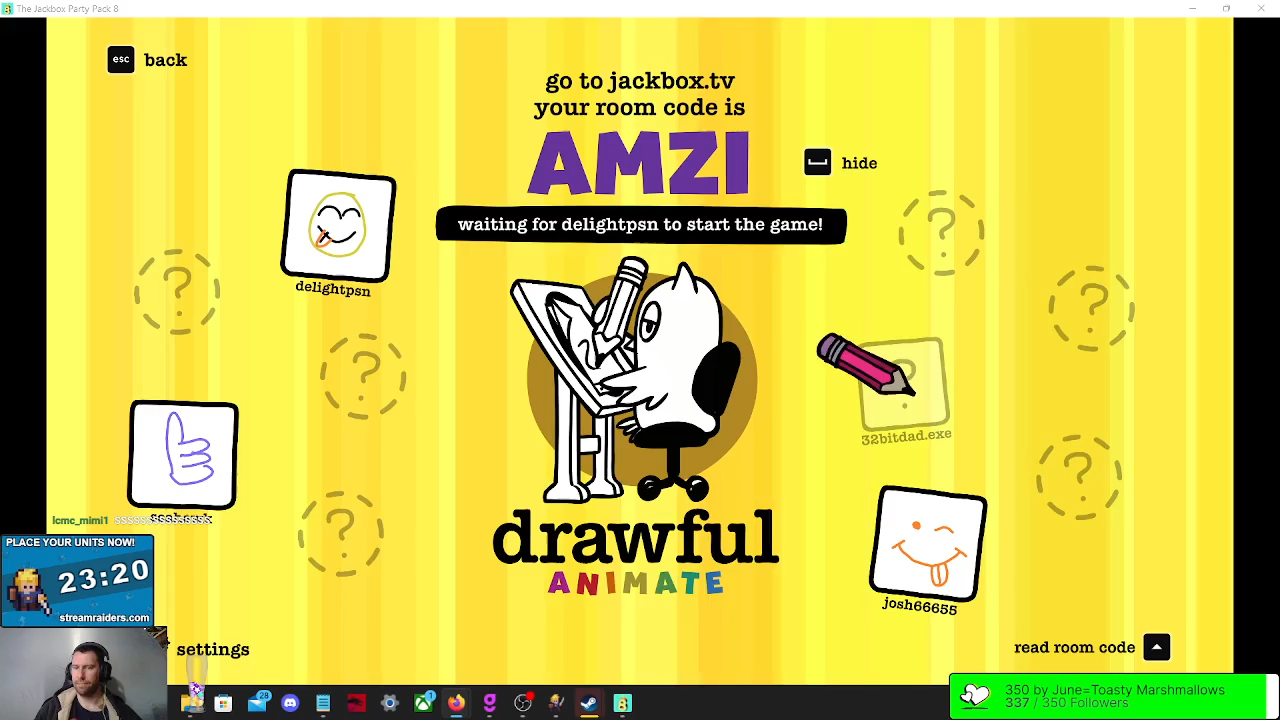 The Jackbox Party Pack 8
esc back
go to jackbox.tv
your room code is
AMZI
hide
waiting for delightpsn to start the game!
delightpsn
32bitdad.exe
lcmc_mimi1
josh66655
drawful
ANIMATE
PLACE YOUR UNITS NOW!
23:20
streamraiders.com
settings
read room code
28
1
350 by June=Toasty Marshmallows
337 / 350 Followers